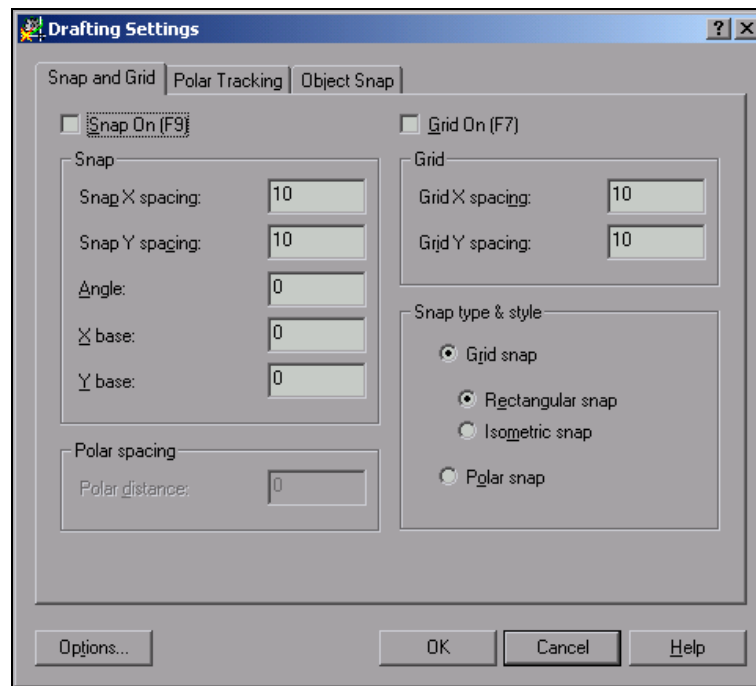 Drafting Settings
Snap and Grid
Polar Tracking
Object Snap
Snap On (F9)
Grid On (F7)
Snap
Snap X spacing: 10
Snap Y spacing: 10
Angle: 0
X base: 0
Y base: 0
Grid
Grid X spacing: 10
Grid Y spacing: 10
Snap type & style
Grid snap
Rectangular snap
Isometric snap
Polar snap
Polar spacing
Polar distance: 0
Options...
OK
Cancel
Help